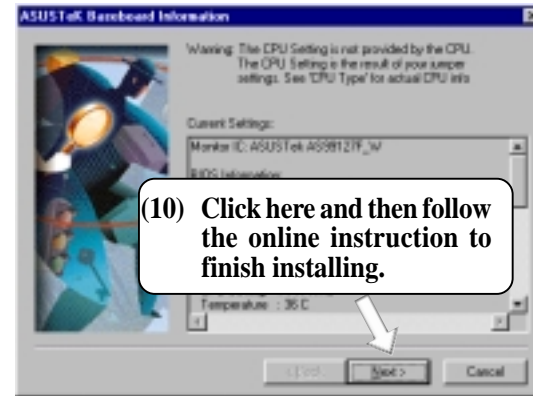 ASUSTeK Baseboard Information
Warning: The CPU Setting is not provided by the CPU.
The CPU Setting is the result of your jumper
settings. See 'CPU Type' for actual CPU info
Current Settings:
Monitor IC: ASUSTek AS99127F_W
BIOS Information
(10) Click here and then follow
the online instruction to
finish installing.
Temperature : 36 C
< Back
Next >
Cancel